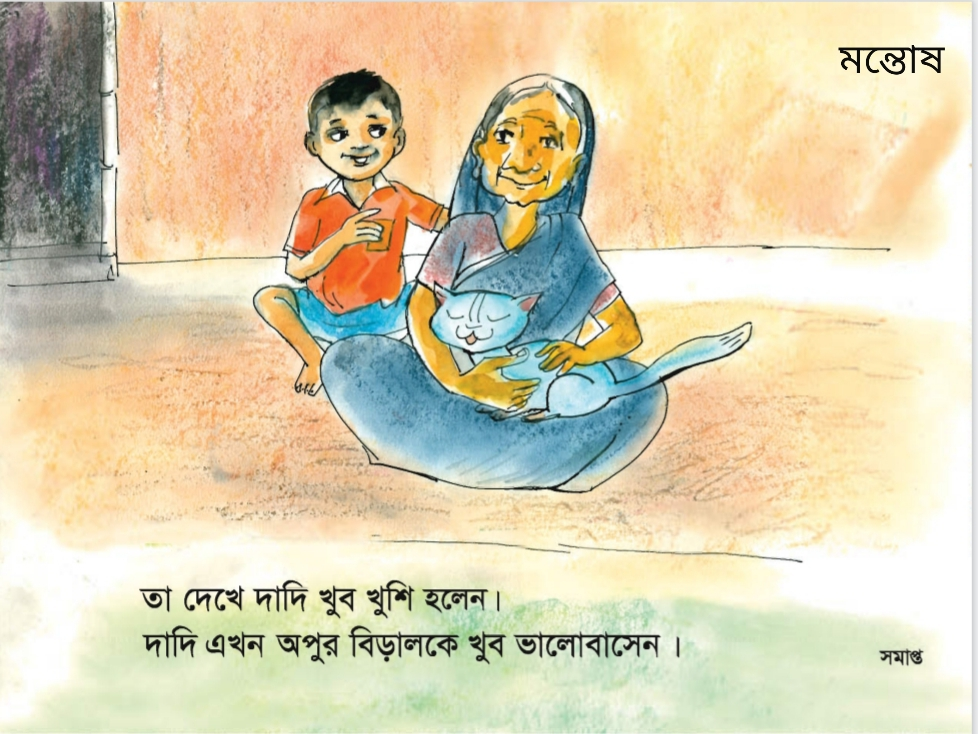 মন্তোষ
তা দেখে দাদি খুব খুশি হলেন।
দাদি এখন অপুর বিড়ালকে খুব ভালোবাসেন ।
সমাপ্ত